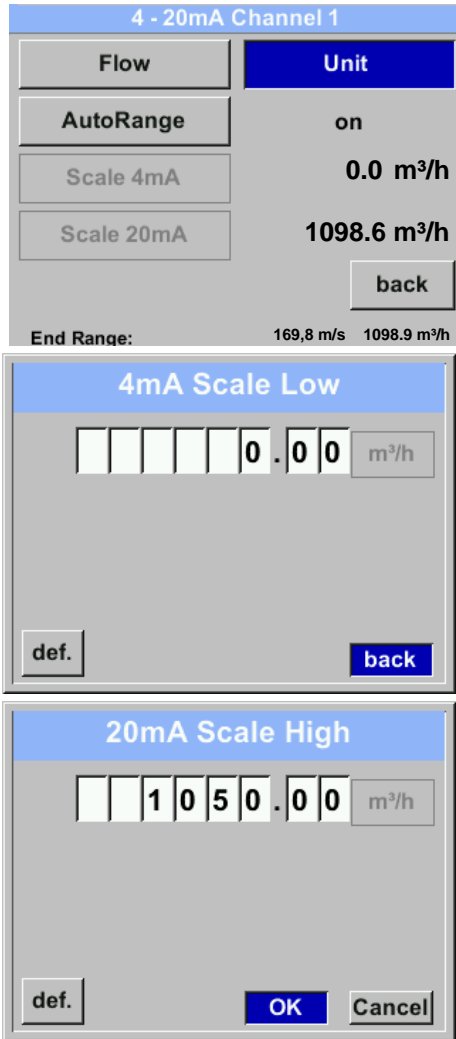 4 - 20mA Channel 1
Flow Unit
AutoRange on
Scale 4mA 0.0 m³/h
Scale 20mA 1098.6 m³/h
back
End Range: 169,8 m/s 1098.9 m³/h
4mA Scale Low
0.00 m³/h
def. back
20mA Scale High
1050.00 m³/h
def. OK Cancel